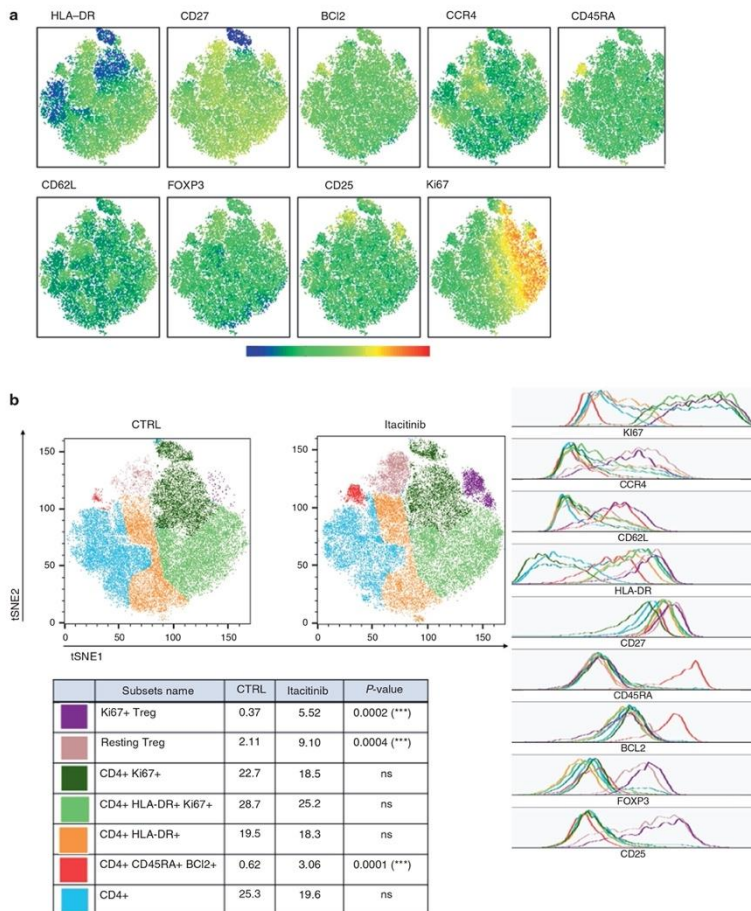 a
HLA–DR CD27 BCl2 CCR4 CD45RA
CD62L FOXP3 CD25 Ki67
b
CTRL Itacitinib
tSNE2
150
100
50
0
0 50 100 150
150
100
50
0
0 50 100 150
tSNE1
KI67
CCR4
CD62L
HLA-DR
CD27
CD45RA
BCL2
FOXP3
CD25
Subsets name CTRL Itacitinib P-value
Ki67+ Treg 0.37 5.52 0.0002 (***)
Resting Treg 2.11 9.10 0.0004 (***)
CD4+ Ki67+ 22.7 18.5 ns
CD4+ HLA-DR+ Ki67+ 28.7 25.2 ns
CD4+ HLA-DR+ 19.5 18.3 ns
CD4+ CD45RA+ BCl2+ 0.62 3.06 0.0001 (***)
CD4+ 25.3 19.6 ns